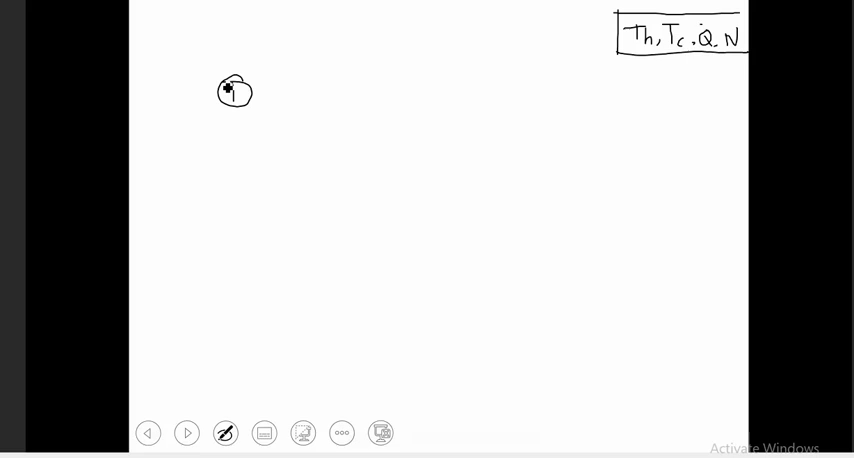 Th, Tc, Q̇, N
1
Activate Windows